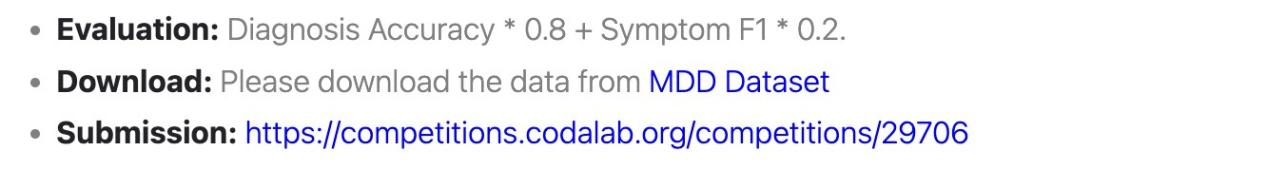 • Evaluation: Diagnosis Accuracy * 0.8 + Symptom F1 * 0.2.
• Download: Please download the data from MDD Dataset
• Submission: https://competitions.codalab.org/competitions/29706